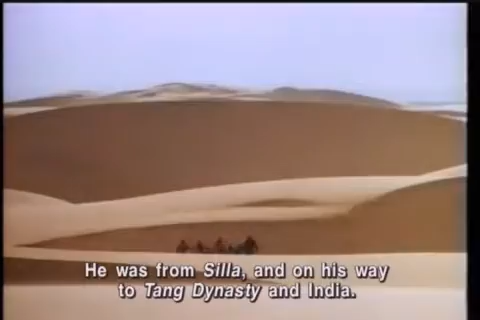 He was from Silla, and on his way
to Tang Dynasty and India.